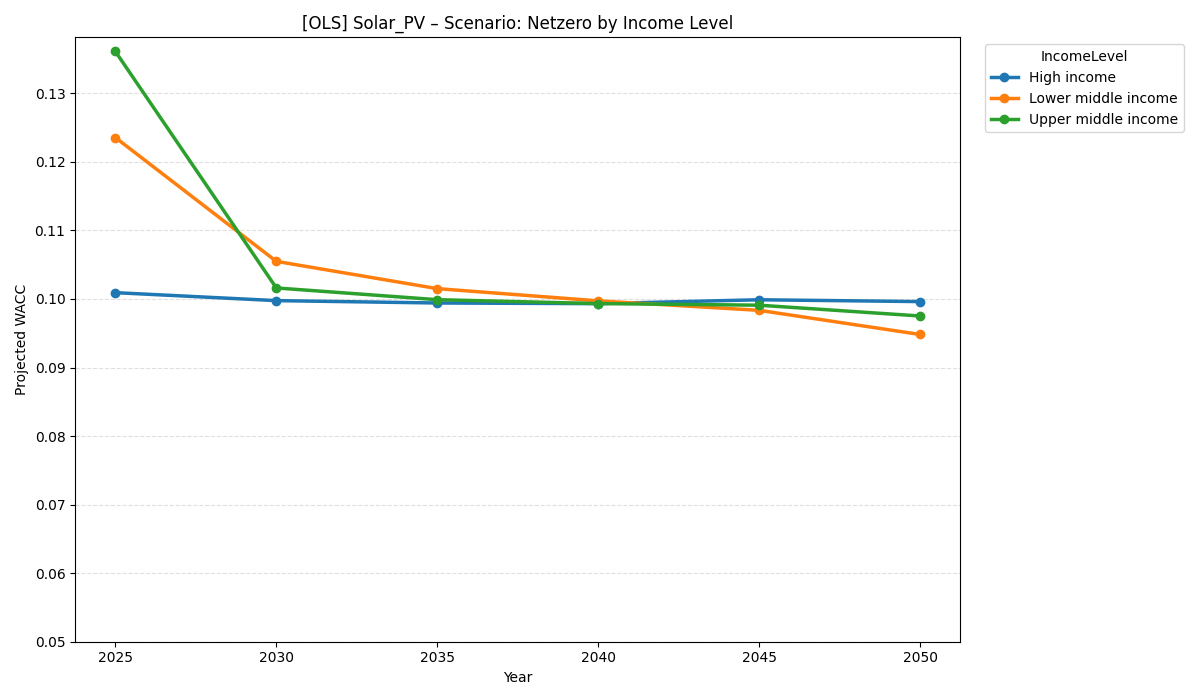 [OLS] Solar_PV – Scenario: Netzero by Income Level
IncomeLevel
High income
Lower middle income
Upper middle income
Projected WACC
0.13
0.12
0.11
0.10
0.09
0.08
0.07
0.06
0.05
2025 2030 2035 2040 2045 2050
Year